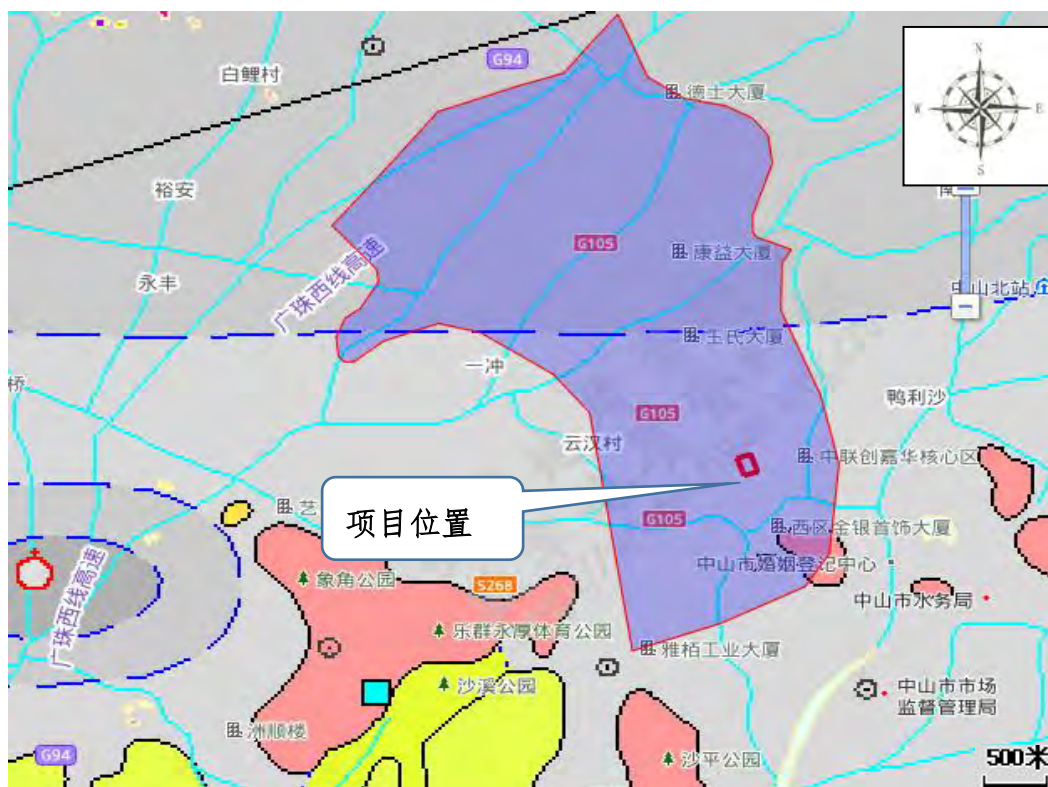 白鲤村
G94
德士大厦
N
W
E
S
裕安
南
G105
康益大厦
永丰
广珠西线高速
中山北站
王氏大厦
一冲
桥
鸭利沙
G105
云汉村
中联创嘉华核心区
项目位置
艺
G105
西区金银首饰大厦
中山市婚姻登记中心
象角公园
S268
中山市水务局
广珠西线高速
乐群永厚体育公园
雅柏工业大厦
沙溪公园
中山市市场
监督管理局
洲顺楼
G94
沙平公园
500米